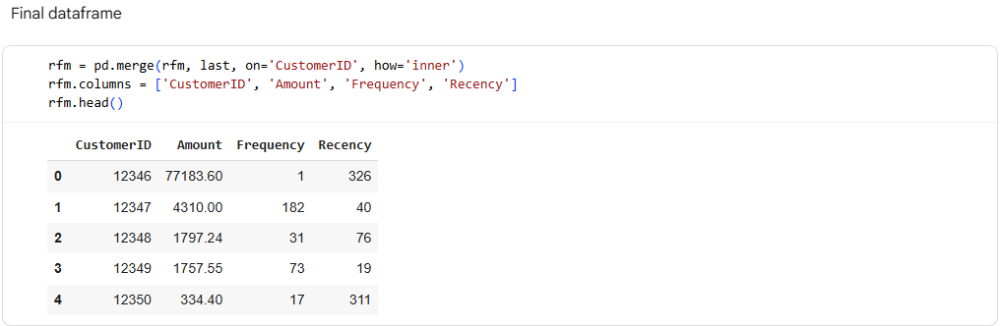 Final dataframe
rfm = pd.merge(rfm, last, on='CustomerID', how='inner')
rfm.columns = ['CustomerID', 'Amount', 'Frequency', 'Recency']
rfm.head()
CustomerID Amount Frequency Recency
0 12346 77183.60 1 326
1 12347 4310.00 182 40
2 12348 1797.24 31 76
3 12349 1757.55 73 19
4 12350 334.40 17 311